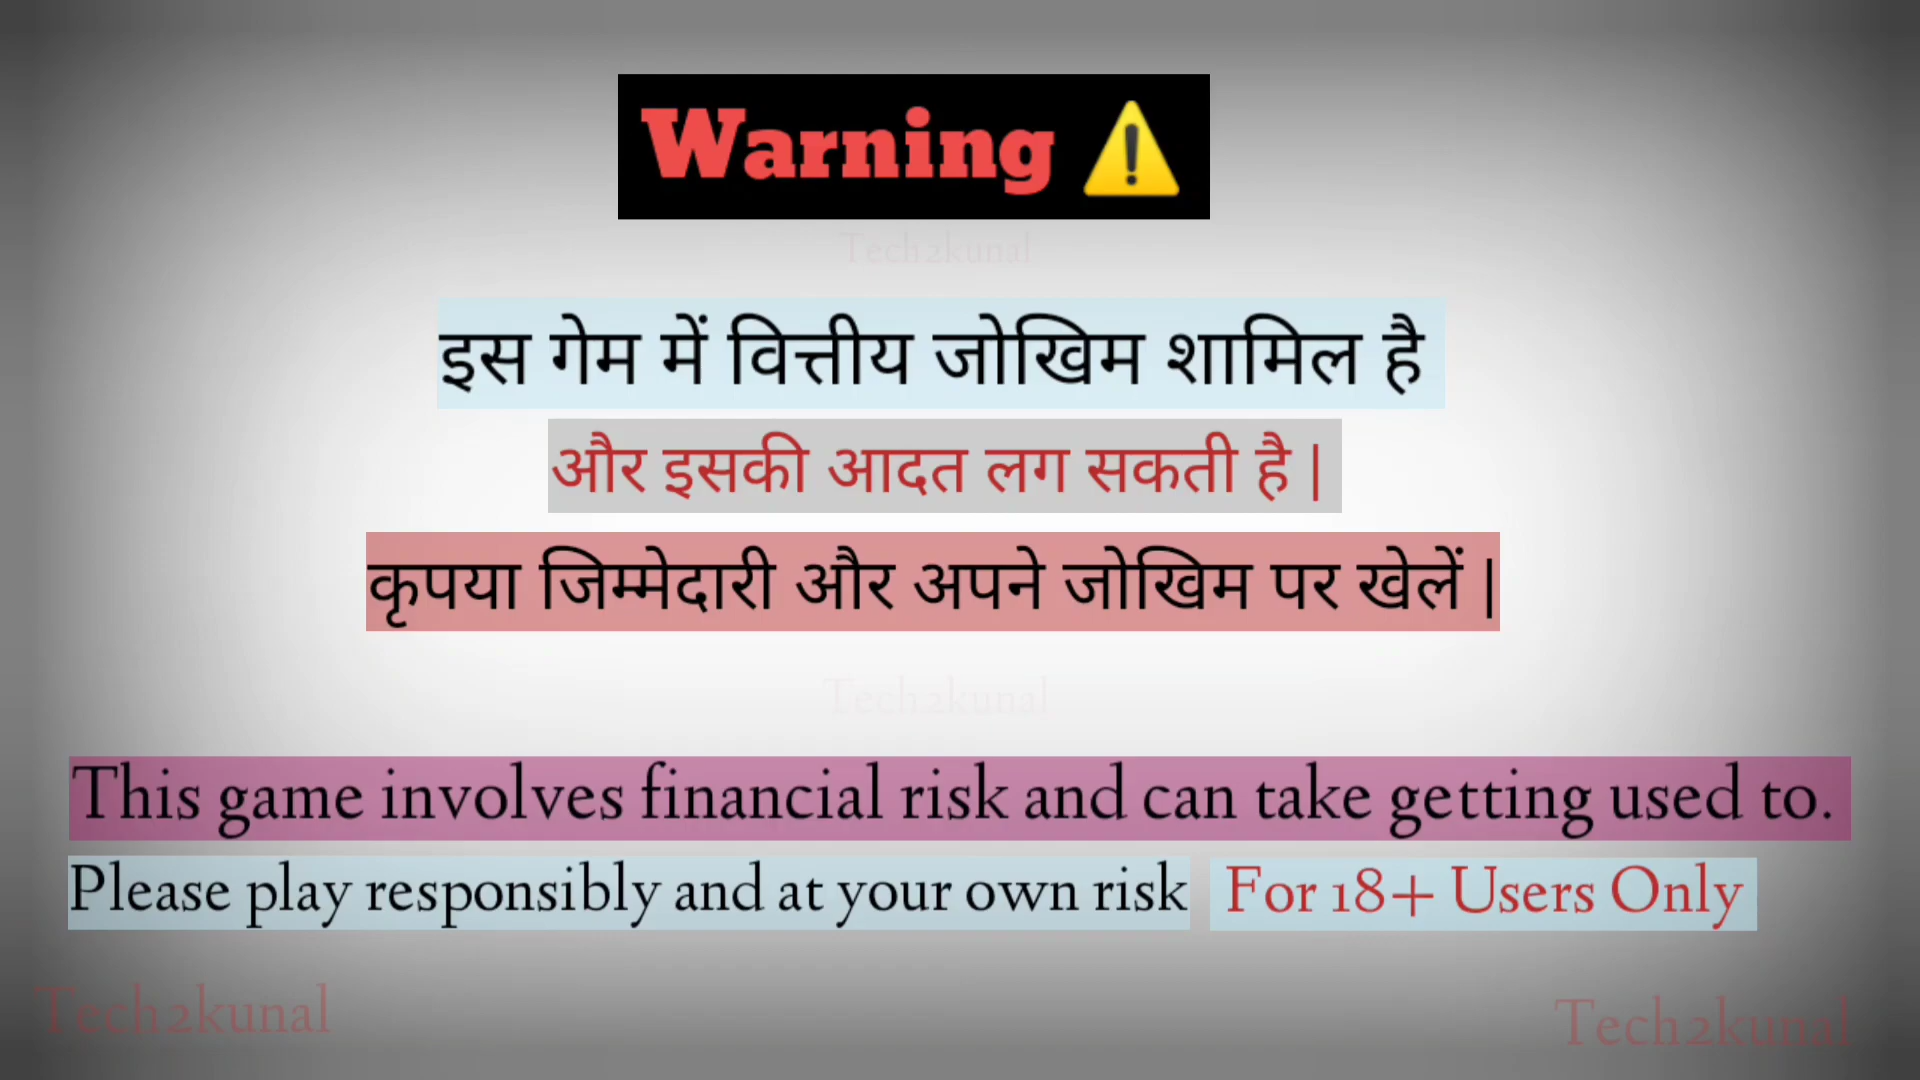 Warning ⚠️
Tech2kunal
इस गेम में वित्तीय जोखिम शामिल है
और इसकी आदत लग सकती है |
कृपया जिम्मेदारी और अपने जोखिम पर खेलें |
Tech2kunal
This game involves financial risk and can take getting used to.
Please play responsibly and at your own risk For 18+ Users Only
Tech2kunal Tech2kunal